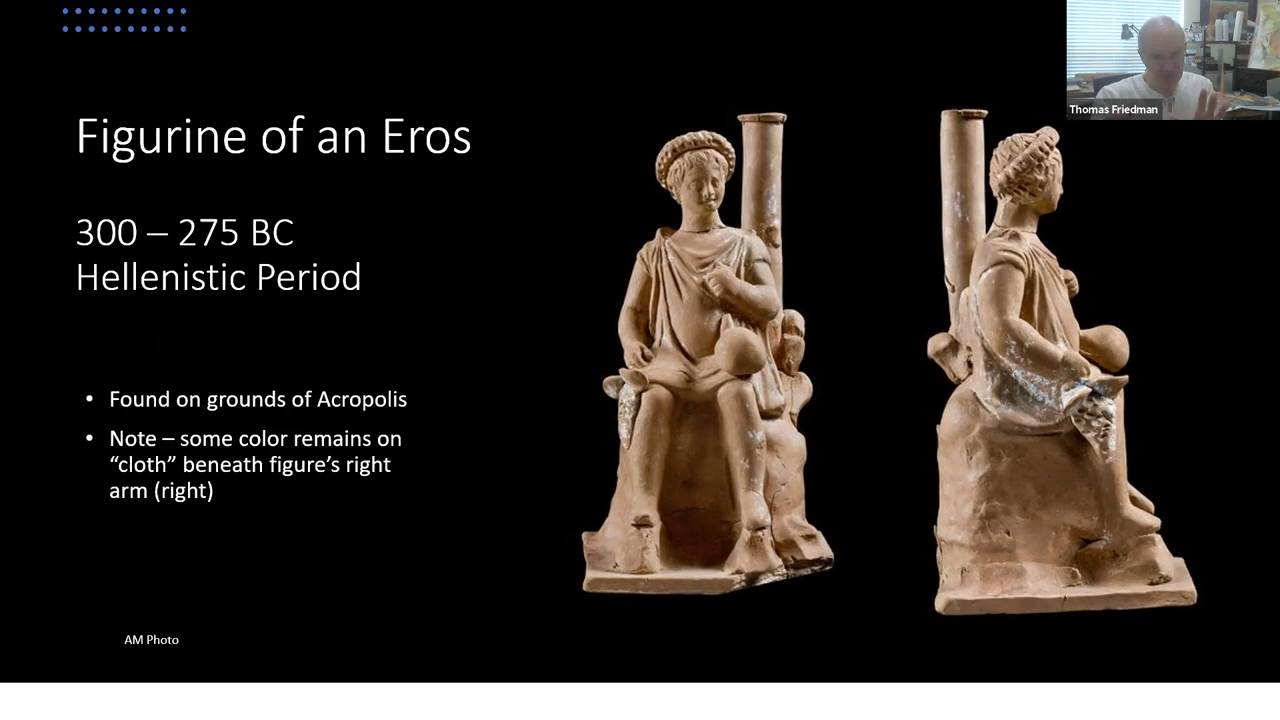 Figurine of an Eros
300 – 275 BC
Hellenistic Period
• Found on grounds of Acropolis
• Note – some color remains on
“cloth” beneath figure’s right
arm (right)
AM Photo
Thomas Friedman